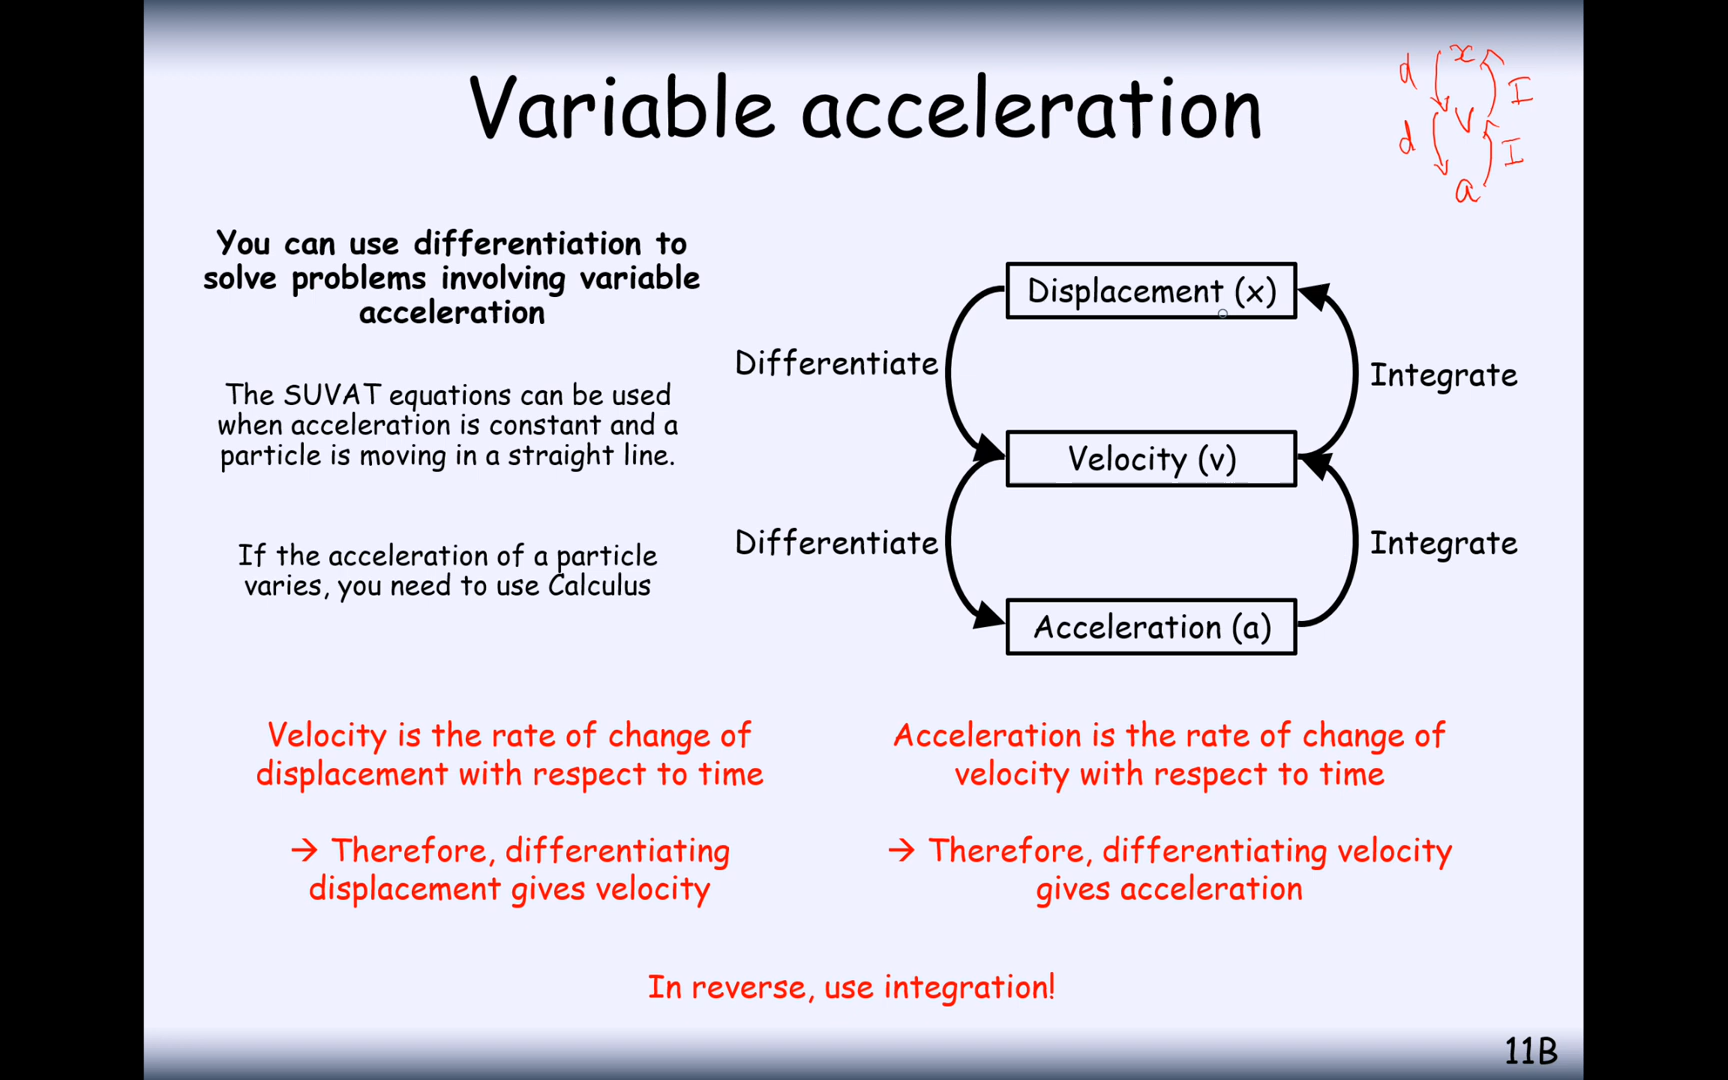 Variable acceleration
d x I
v
d I
a
You can use differentiation to
solve problems involving variable
acceleration
The SUVAT equations can be used
when acceleration is constant and a
particle is moving in a straight line.
If the acceleration of a particle
varies, you need to use Calculus
Displacement (x)
Differentiate
Integrate
Velocity (v)
Differentiate
Integrate
Acceleration (a)
Velocity is the rate of change of
displacement with respect to time
→ Therefore, differentiating
displacement gives velocity
Acceleration is the rate of change of
velocity with respect to time
→ Therefore, differentiating velocity
gives acceleration
In reverse, use integration!
11B